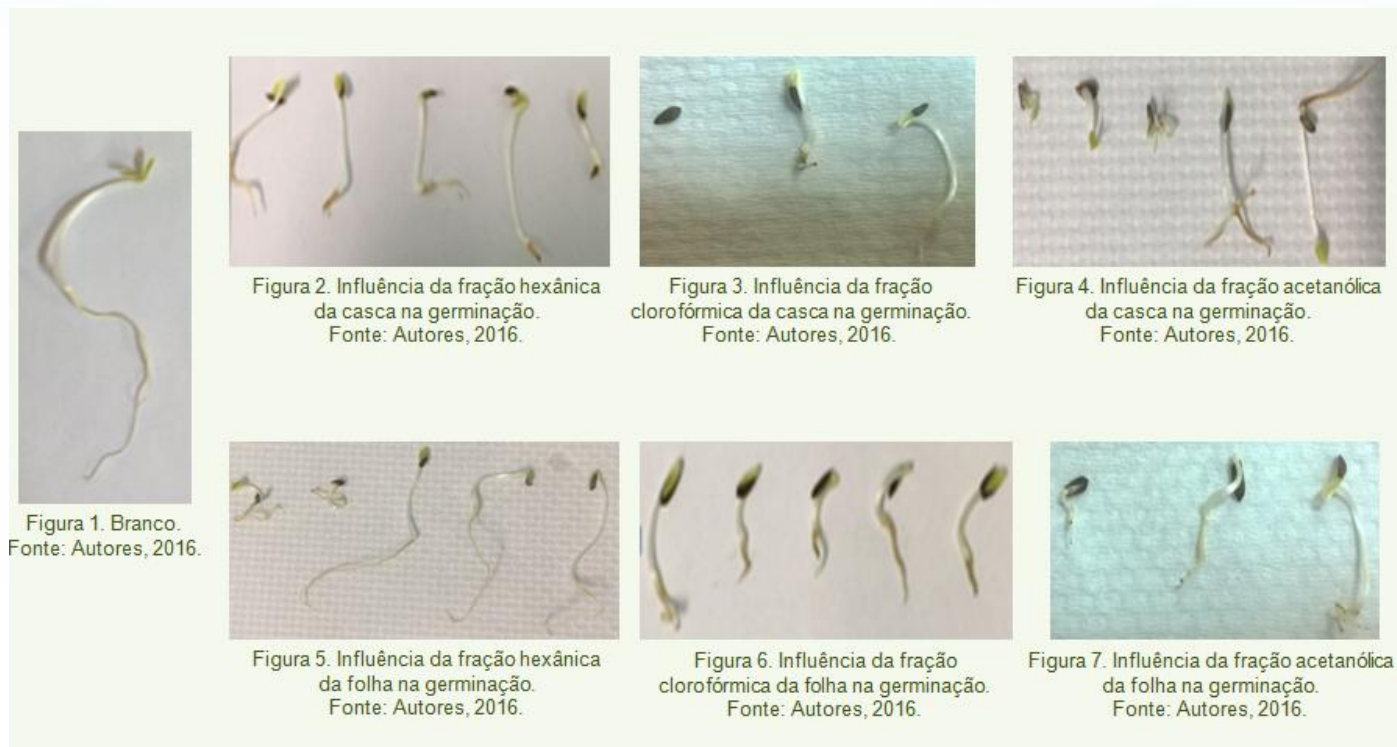 Figura 1. Branco.
Fonte: Autores, 2016.
Figura 2. Influência da fração hexânica
da casca na germinação.
Fonte: Autores, 2016.
Figura 3. Influência da fração
clorofórmica da casca na germinação.
Fonte: Autores, 2016.
Figura 4. Influência da fração acetanólica
da casca na germinação.
Fonte: Autores, 2016.
Figura 5. Influência da fração hexânica
da folha na germinação.
Fonte: Autores, 2016.
Figura 6. Influência da fração
clorofórmica da folha na germinação.
Fonte: Autores, 2016.
Figura 7. Influência da fração acetanólica
da folha na germinação.
Fonte: Autores, 2016.